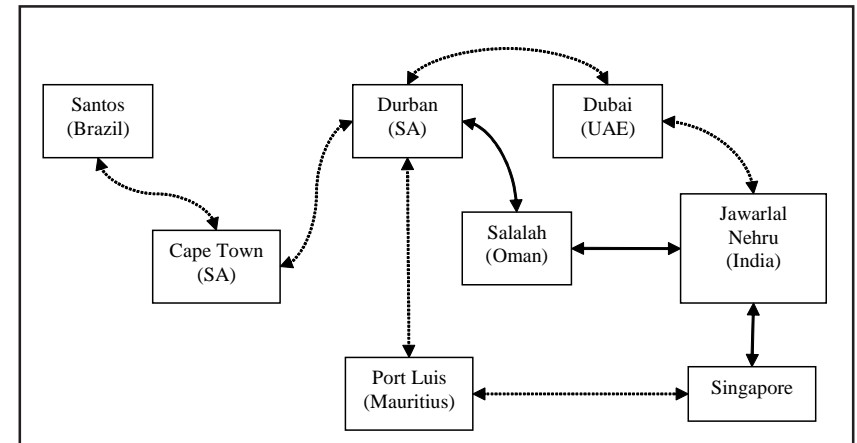 Santos
(Brazil)
Durban
(SA)
Dubai
(UAE)
Cape Town
(SA)
Salalah
(Oman)
Jawarlal
Nehru
(India)
Port Luis
(Mauritius)
Singapore